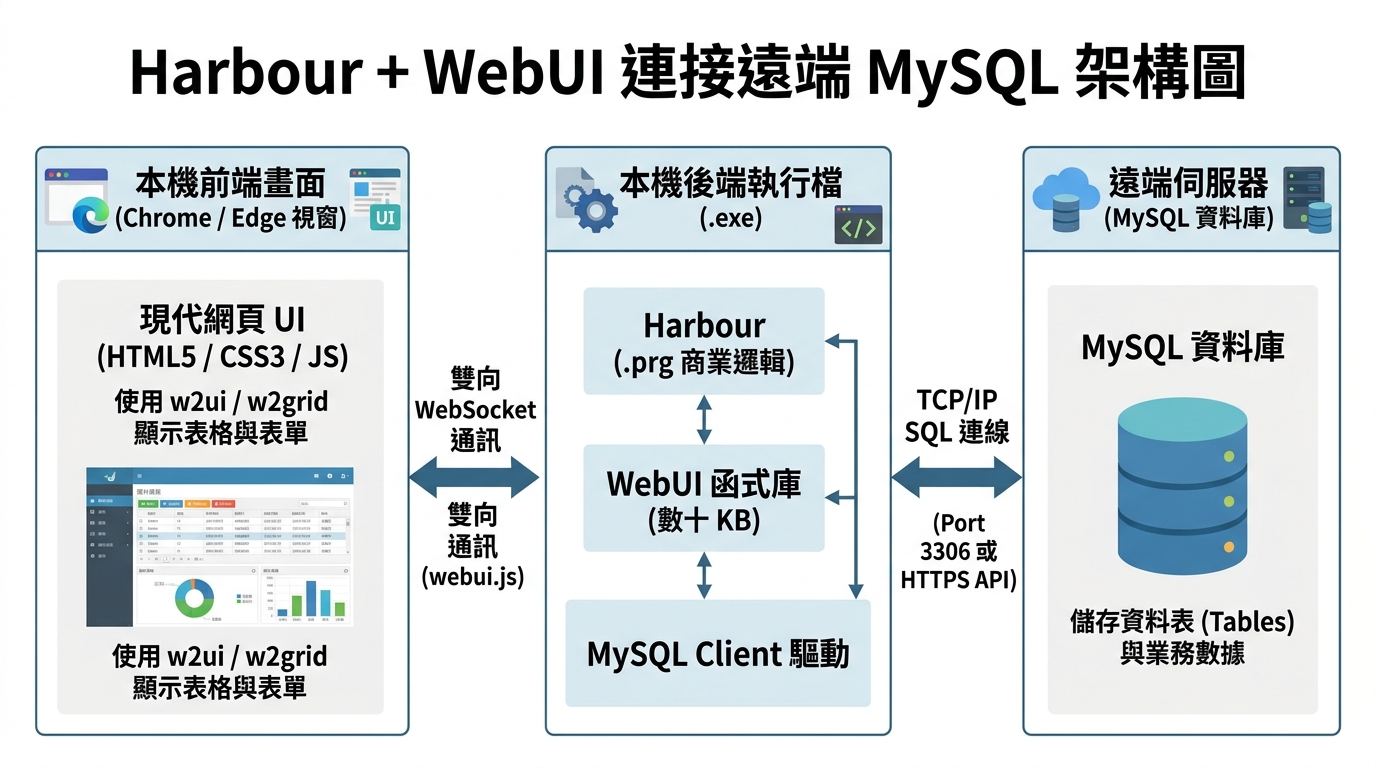 Harbour + WebUI 連接遠端 MySQL 架構圖
本機前端畫面
(Chrome / Edge 視窗)
UI
現代網頁 UI
(HTML5 / CSS3 / JS)
使用 w2ui / w2grid
顯示表格與表單
使用 w2ui / w2grid
顯示表格與表單
雙向
WebSocket
通訊
雙向
通訊
(webui.js)
本機後端執行檔
(.exe)
</>
Harbour
(.prg 商業邏輯)
WebUI 函式庫
(數十 KB)
MySQL Client 驅動
TCP/IP
SQL 連線
(Port
3306 或
HTTPS API)
遠端伺服器
(MySQL 資料庫)
MySQL 資料庫
儲存資料表 (Tables)
與業務數據